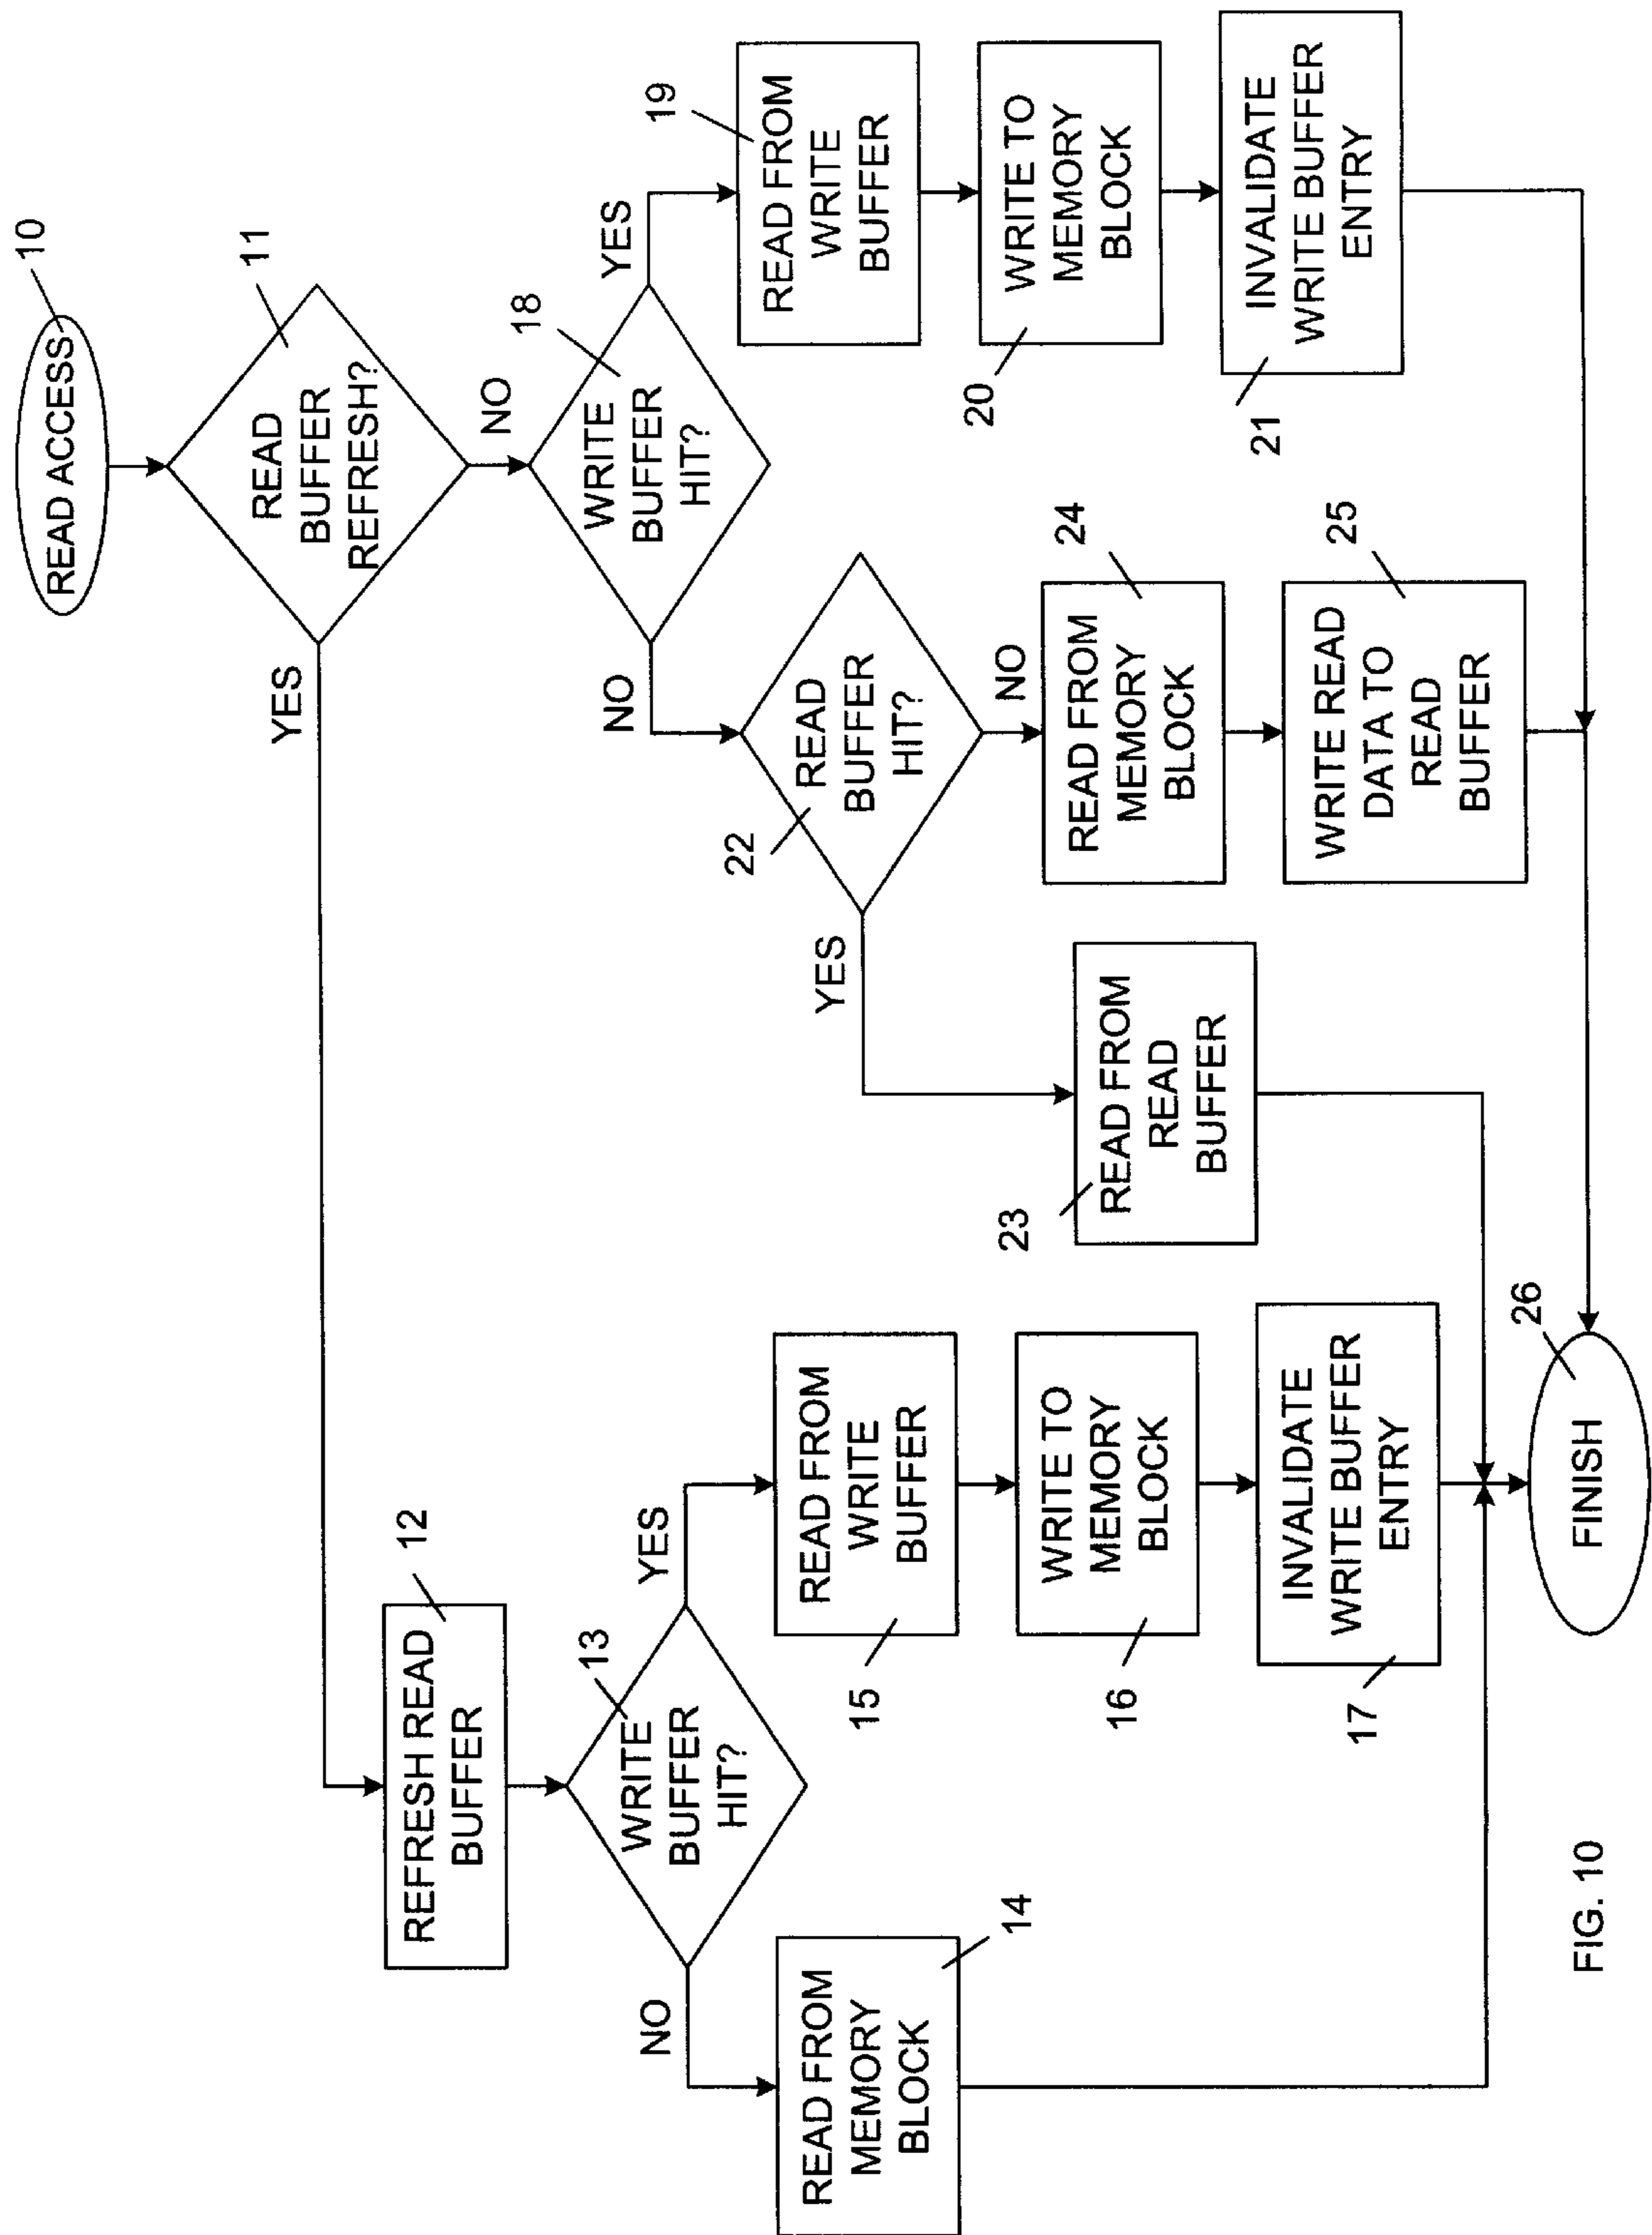 READ ACCESS
10
READ
BUFFER
REFRESH?
11
YES
NO
REFRESH READ
BUFFER
12
WRITE
BUFFER
HIT?
13
NO
YES
READ FROM
MEMORY
BLOCK
14
READ FROM
WRITE
BUFFER
15
WRITE TO
MEMORY
BLOCK
16
INVALIDATE
WRITE BUFFER
ENTRY
17
WRITE
BUFFER
HIT?
18
NO
YES
READ FROM
WRITE
BUFFER
19
WRITE TO
MEMORY
BLOCK
20
INVALIDATE
WRITE BUFFER
ENTRY
21
READ
BUFFER
HIT?
22
YES
NO
READ FROM
READ
BUFFER
23
READ FROM
MEMORY
BLOCK
24
WRITE READ
DATA TO
READ
BUFFER
25
FINISH
26
FIG. 10